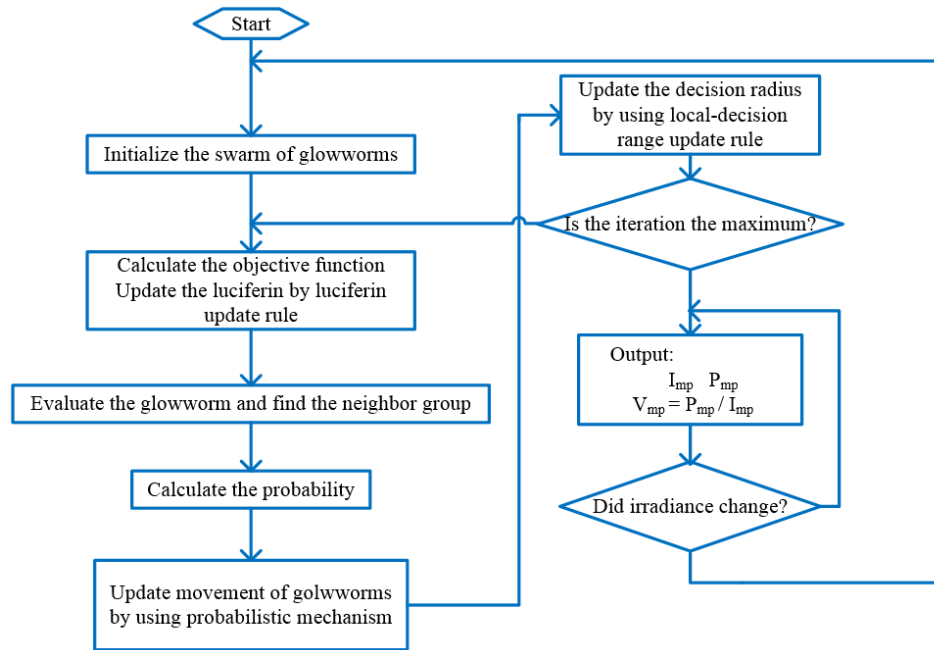 Start
Initialize the swarm of glowworms
Calculate the objective function
Update the luciferin by luciferin
update rule
Evaluate the glowworm and find the neighbor group
Calculate the probability
Update movement of golwworms
by using probabilistic mechanism
Update the decision radius
by using local-decision
range update rule
Is the iteration the maximum?
Output:
Imp Pmp
Vmp = Pmp / Imp
Did irradiance change?